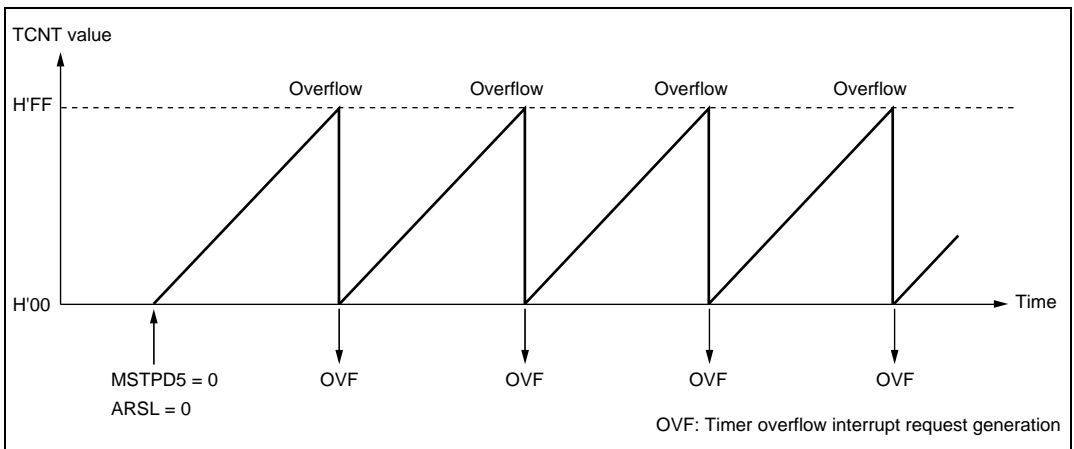 TCNT value
Overflow Overflow Overflow Overflow
H'FF
H'00
Time
MSTPD5 = 0 OVF OVF OVF OVF
ARSL = 0
OVF: Timer overflow interrupt request generation